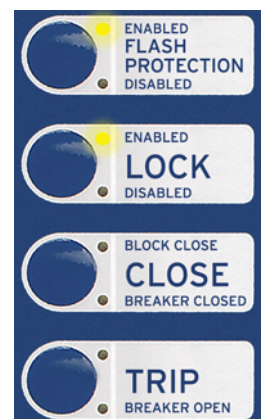 ENABLED
FLASH
PROTECTION
DISABLED
ENABLED
LOCK
DISABLED
BLOCK CLOSE
CLOSE
BREAKER CLOSED
TRIP
BREAKER OPEN